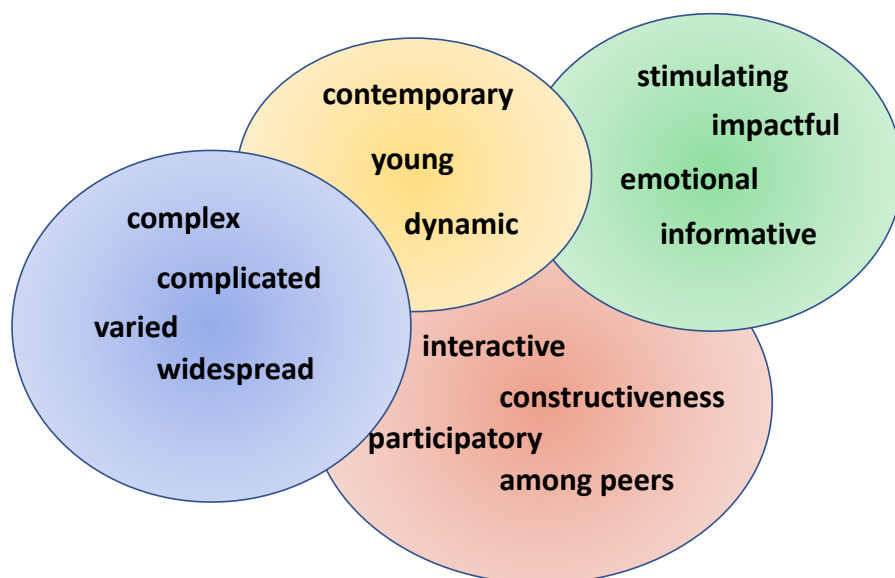 contemporary
young
dynamic
stimulating
impactful
emotional
informative
complex
complicated
varied
widespread
interactive
constructiveness
participatory
among peers